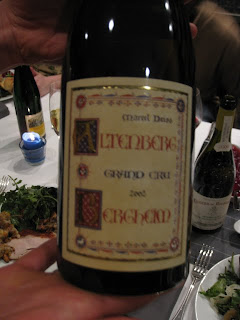 Marcel Deiss
ALTENBERG
GRAND CRU
2002
BERGHEIM